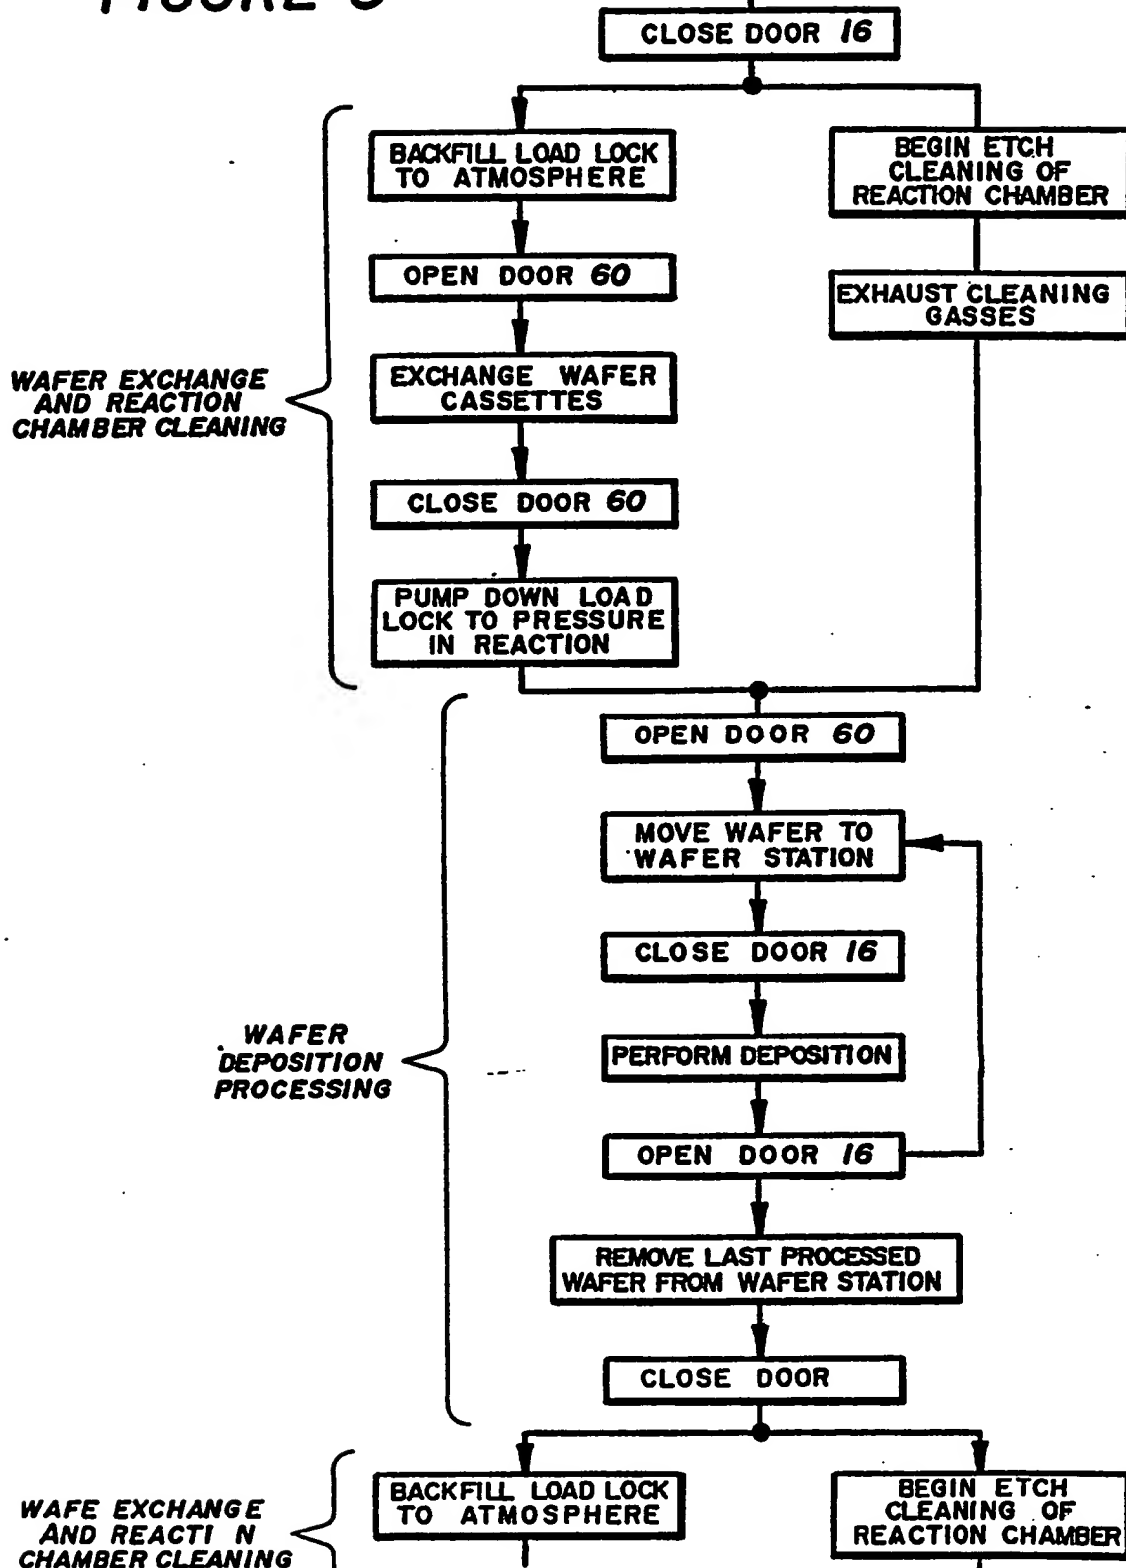 CLOSE DOOR 16
BACKFILL LOAD LOCK
TO ATMOSPHERE
BEGIN ETCH
CLEANING OF
REACTION CHAMBER
OPEN DOOR 60
EXHAUST CLEANING
GASSES
WAFER EXCHANGE
AND REACTION
CHAMBER CLEANING
EXCHANGE WAFER
CASSETTES
CLOSE DOOR 60
PUMP DOWN LOAD
LOCK TO PRESSURE
IN REACTION
OPEN DOOR 60
MOVE WAFER TO
WAFER STATION
CLOSE DOOR 16
WAFER
DEPOSITION
PROCESSING
PERFORM DEPOSITION
OPEN DOOR 16
REMOVE LAST PROCESSED
WAFER FROM WAFER STATION
CLOSE DOOR
BACKFILL LOAD LOCK
TO ATMOSPHERE
BEGIN ETCH
CLEANING OF
REACTION CHAMBER
WAFE EXCHANGE
AND REACTI N
CHAMBER CLEANING